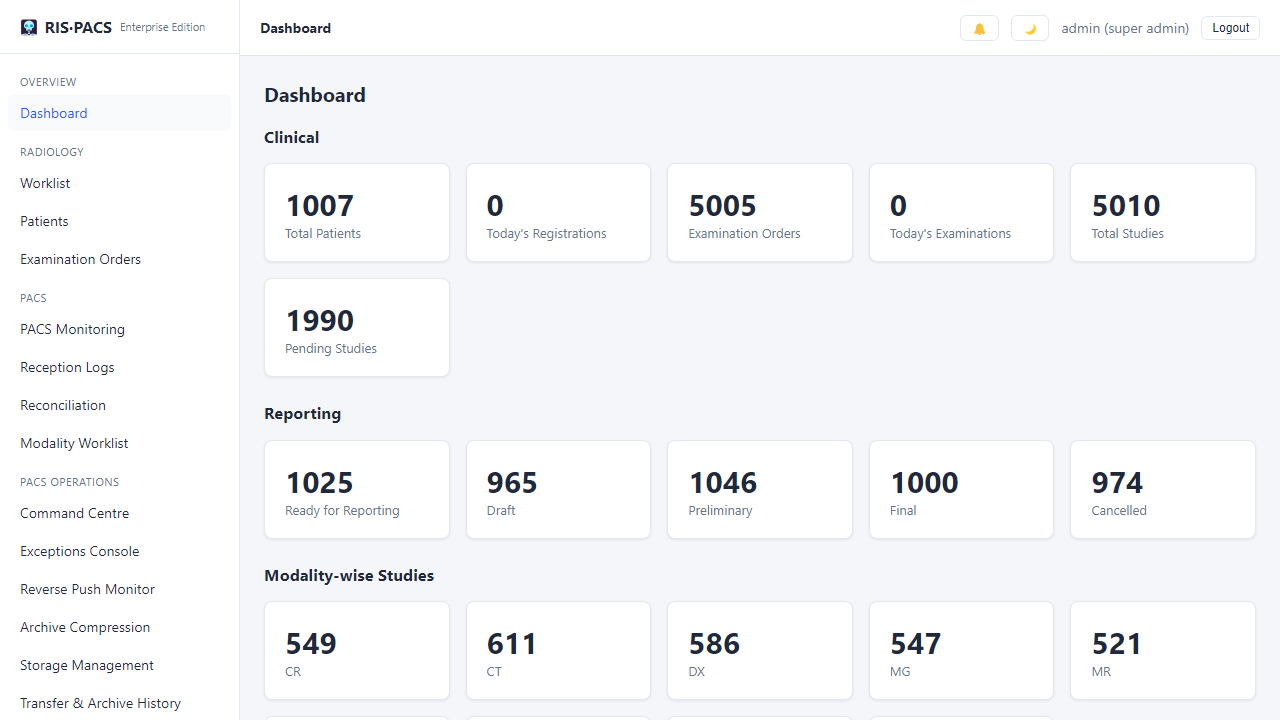 RIS·PACS Enterprise Edition
OVERVIEW
Dashboard
RADIOLOGY
Worklist
Patients
Examination Orders
PACS
PACS Monitoring
Reception Logs
Reconciliation
Modality Worklist
PACS OPERATIONS
Command Centre
Exceptions Console
Reverse Push Monitor
Archive Compression
Storage Management
Transfer & Archive History
Dashboard
admin (super admin)
Logout
Dashboard
Clinical
1007
Total Patients
0
Today's Registrations
5005
Examination Orders
0
Today's Examinations
5010
Total Studies
1990
Pending Studies
Reporting
1025
Ready for Reporting
965
Draft
1046
Preliminary
1000
Final
974
Cancelled
Modality-wise Studies
549
CR
611
CT
586
DX
547
MG
521
MR